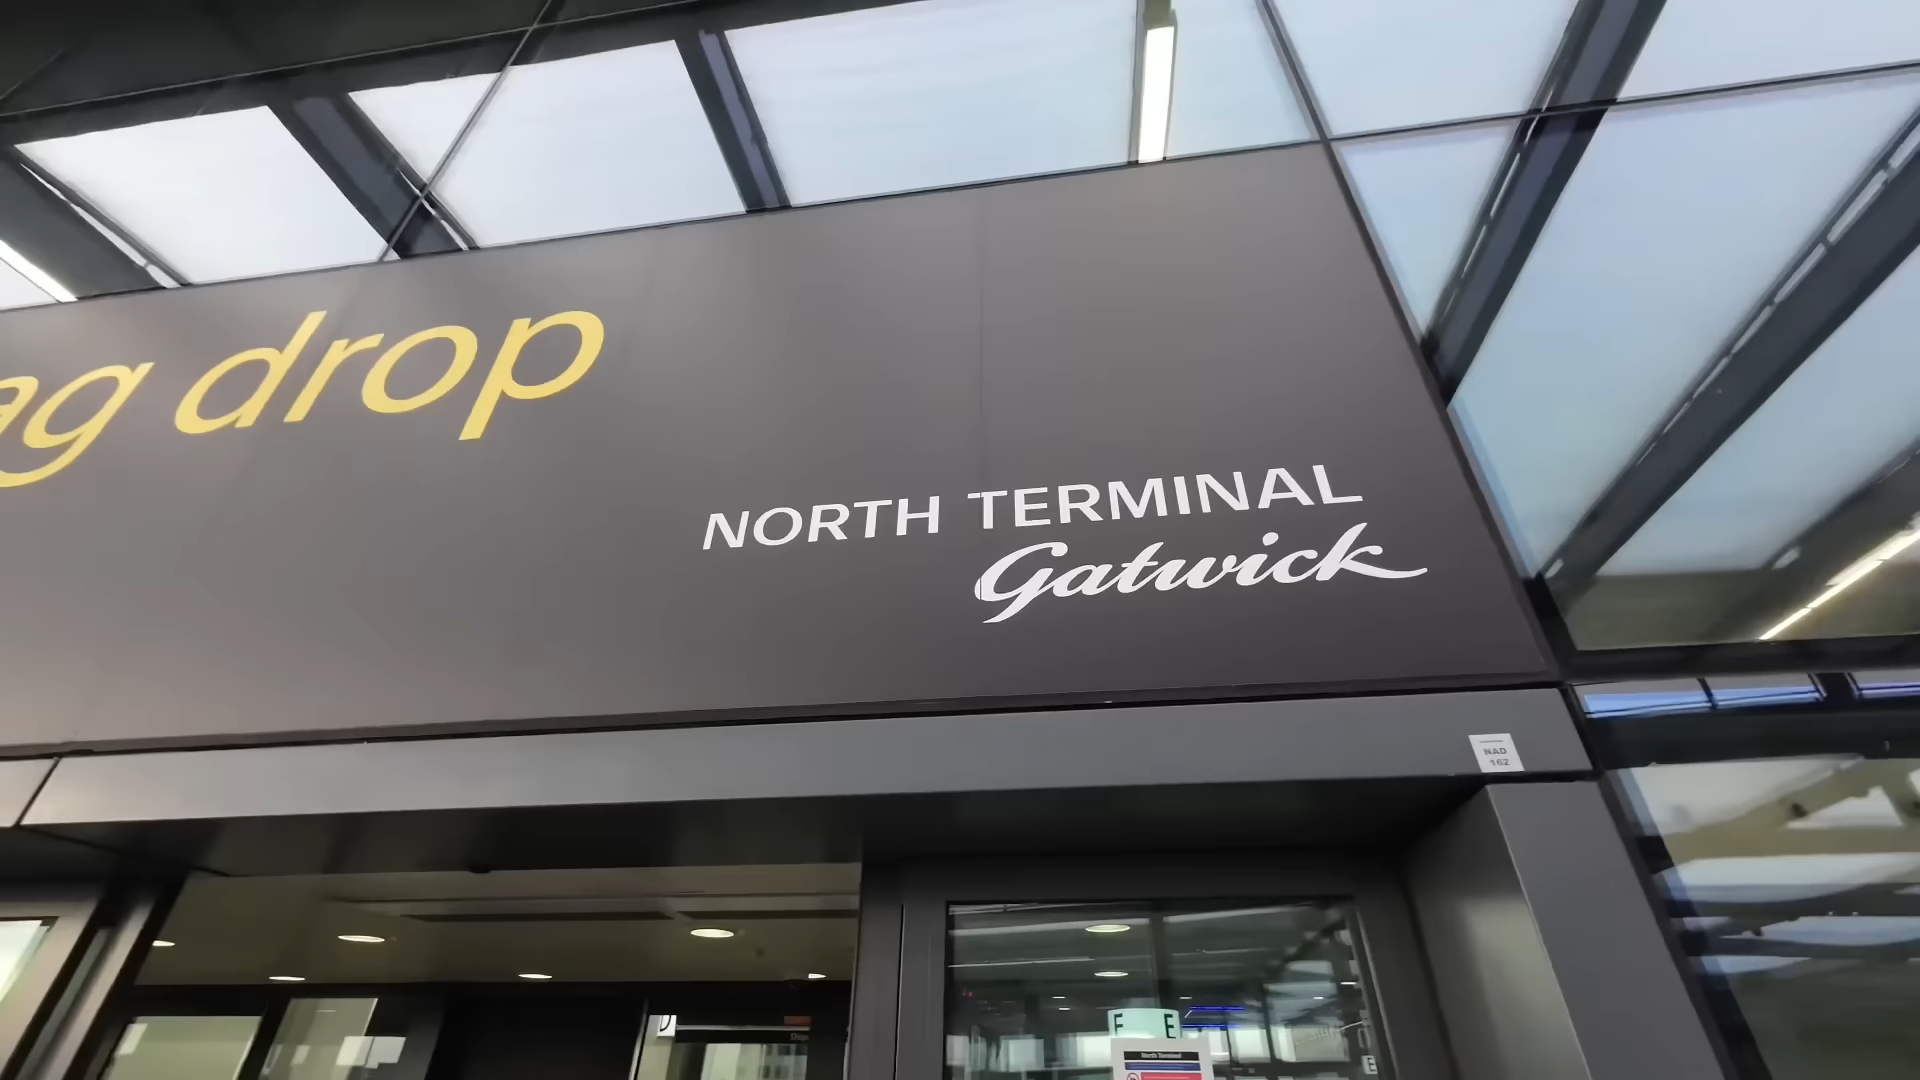 ag drop
NORTH TERMINAL
Gatwick
NAD
162
D
F E
North Terminal
E